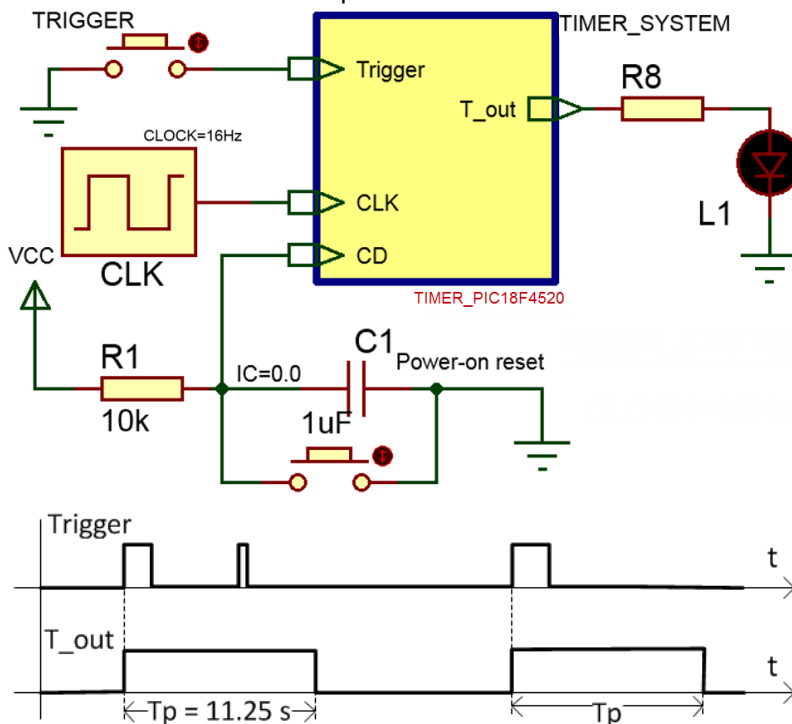 TRIGGER
TIMER_SYSTEM
Trigger
T_out
R8
CLOCK=16Hz
CLK
L1
VCC
CLK
CD
TIMER_PIC18F4520
R1
IC=0.0
C1
Power-on reset
10k
1uF
Trigger
t
T_out
t
Tp = 11.25 s
Tp